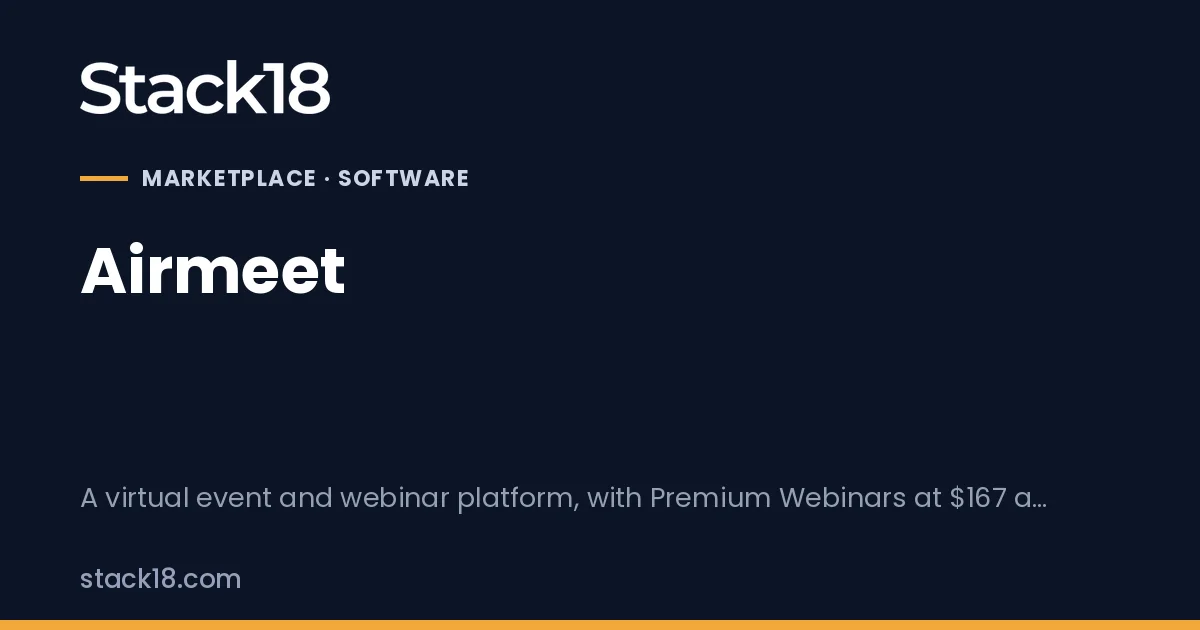 Stack18
MARKETPLACE · SOFTWARE
Airmeet
A virtual event and webinar platform, with Premium Webinars at $167 a...
stack18.com